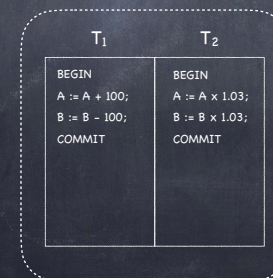 T₁ T₂
BEGIN BEGIN
A := A + 100; A := A x 1.03;
B := B - 100; B := B x 1.03;
COMMIT COMMIT